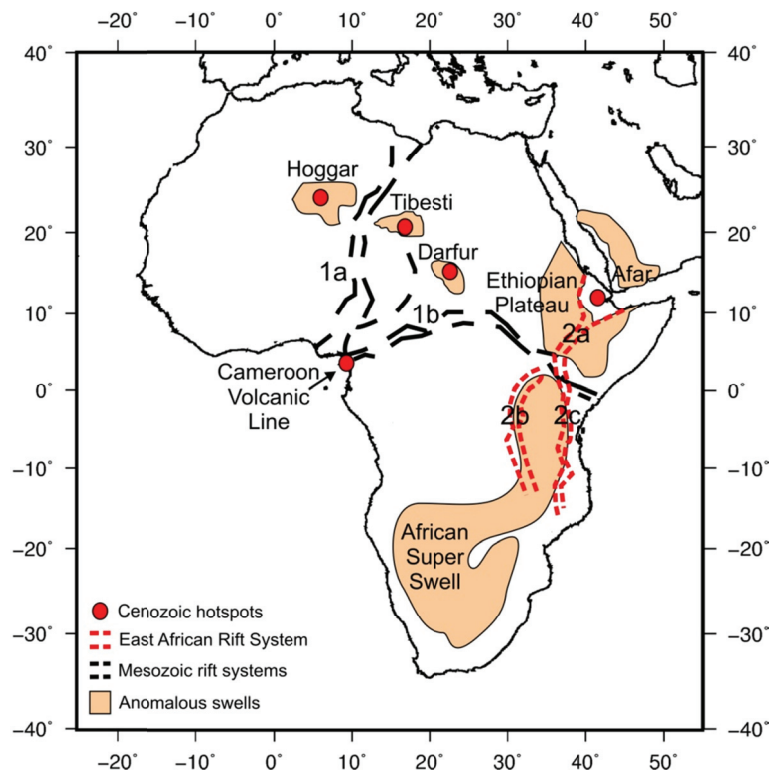 −20° −10° 0° 10° 20° 30° 40° 50°
40° 40°
Hoggar
30° 30°
Tibesti
20° 20°
Darfur
1a
Ethiopian
Plateau
Afar
10° 10°
1b
2a
Cameroon
Volcanic
Line
0° 0°
2b 2c
−10° −10°
African
Super
Swell
−20° −20°
Cenozoic hotspots
East African Rift System
−30° −30°
Mesozoic rift systems
Anomalous swells
−40° −40°
−20° −10° 0° 10° 20° 30° 40° 50°